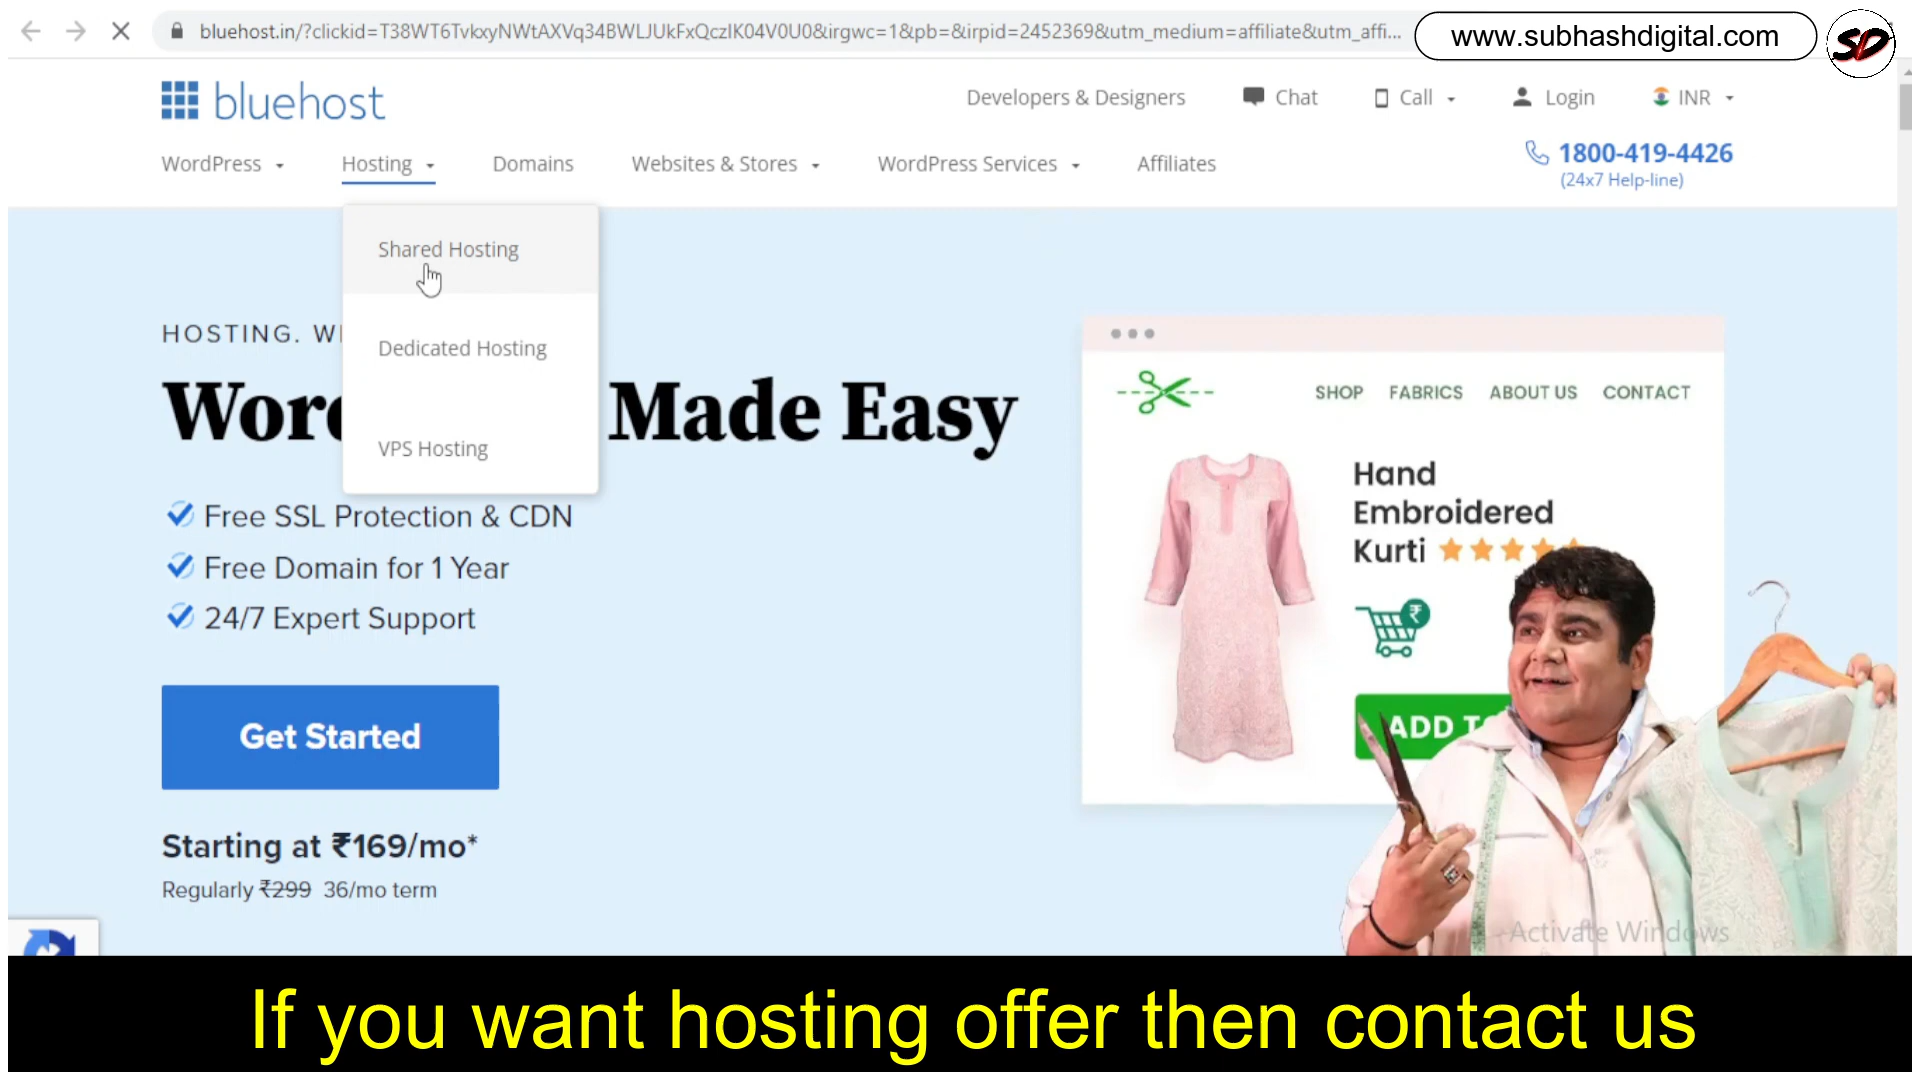 bluehost.in/?clickid=T38WT6TvkxyNWtAXVq34BWLJUkFxQczIK04V0U0&irgwc=1&pb=&irpid=2452369&utm_medium=affiliate&utm_affi...
www.subhashdigital.com
SD
bluehost
Developers & Designers
Chat
Call
Login
INR
WordPress
Hosting
Domains
Websites & Stores
WordPress Services
Affiliates
1800-419-4426
(24x7 Help-line)
Shared Hosting
Dedicated Hosting
VPS Hosting
HOSTING.
Made Easy
Free SSL Protection & CDN
Free Domain for 1 Year
24/7 Expert Support
Get Started
Starting at ₹169/mo*
Regularly ₹299 36/mo term
SHOP FABRICS ABOUT US CONTACT
Hand
Embroidered
Kurti
₹
ADD
Activate Windows
If you want hosting offer then contact us